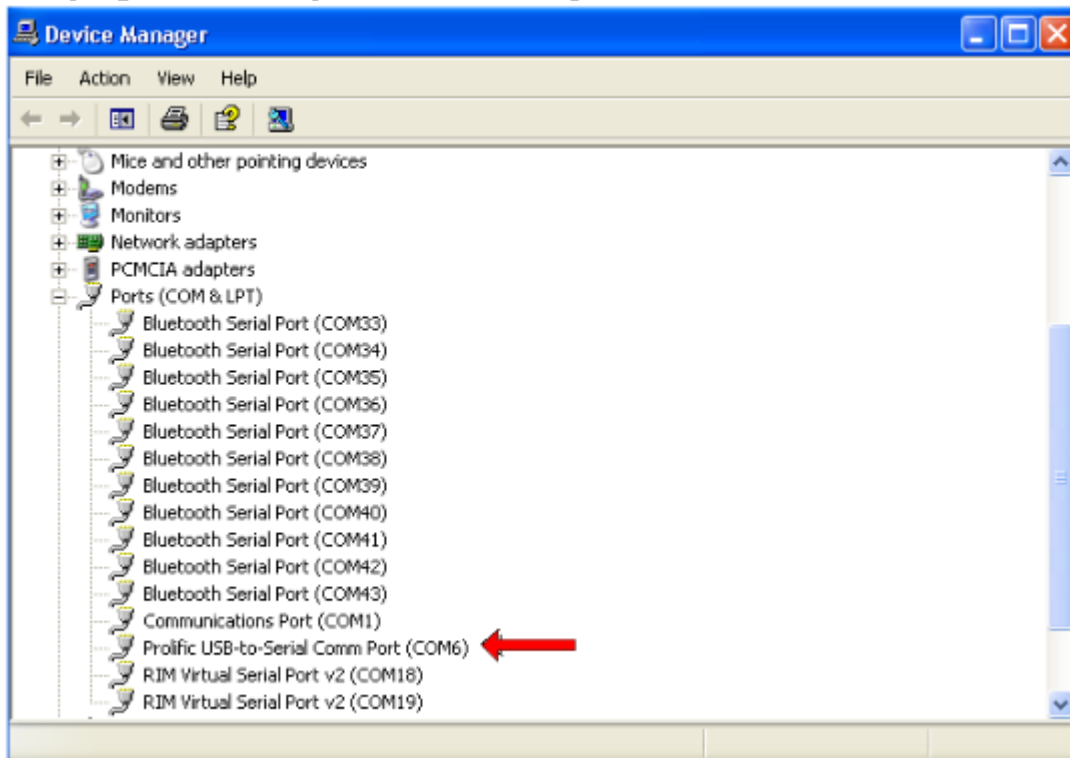 Device Manager
File Action View Help
Mice and other pointing devices
Modems
Monitors
Network adapters
PCMCIA adapters
Ports (COM & LPT)
Bluetooth Serial Port (COM33)
Bluetooth Serial Port (COM34)
Bluetooth Serial Port (COM35)
Bluetooth Serial Port (COM36)
Bluetooth Serial Port (COM37)
Bluetooth Serial Port (COM38)
Bluetooth Serial Port (COM39)
Bluetooth Serial Port (COM40)
Bluetooth Serial Port (COM41)
Bluetooth Serial Port (COM42)
Bluetooth Serial Port (COM43)
Communications Port (COM1)
Prolific USB-to-Serial Comm Port (COM6)
RIM Virtual Serial Port v2 (COM18)
RIM Virtual Serial Port v2 (COM19)